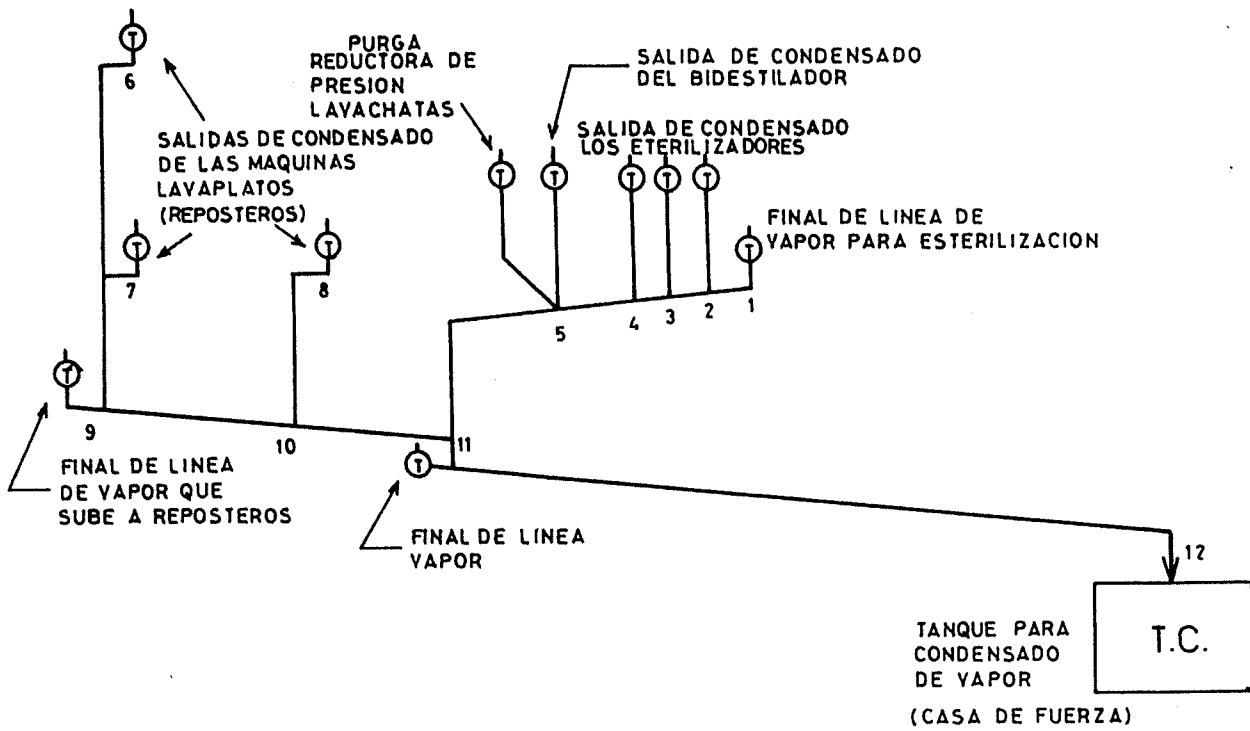 T
6
PURGA
REDUCTORA DE
PRESION
LAVACHATAS
SALIDA DE CONDENSADO
DEL BIDESTILADOR
SALIDAS DE CONDENSADO
DE LAS MAQUINAS
LAVAPLATOS
(REPOSTEROS)
SALIDA DE CONDENSADO
LOS ETERILIZADORES
T
T
T
T
T
FINAL DE LINEA DE
VAPOR PARA ESTERILIZACION
T
T
T
7
8
5
4
3
2
1
T
9
10
11
FINAL DE LINEA
DE VAPOR QUE
SUBE A REPOSTEROS
T
FINAL DE LINEA
VAPOR
12
TANQUE PARA
CONDENSADO
DE VAPOR
(CASA DE FUERZA)
T.C.